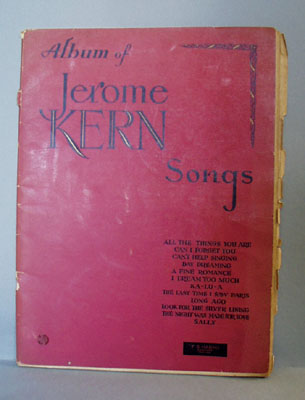 Album of
Jerome
KERN
Songs
ALL THE THINGS YOU ARE
CAN I FORGET YOU
CAN'T HELP SINGING
DAY DREAMING
A FINE ROMANCE
I DREAM TOO MUCH
KA-LU-A
THE LAST TIME I SAW PARIS
LONG AGO
LOOK FOR THE SILVER LINING
THE NIGHT WAS MADE FOR LOVE
SALLY